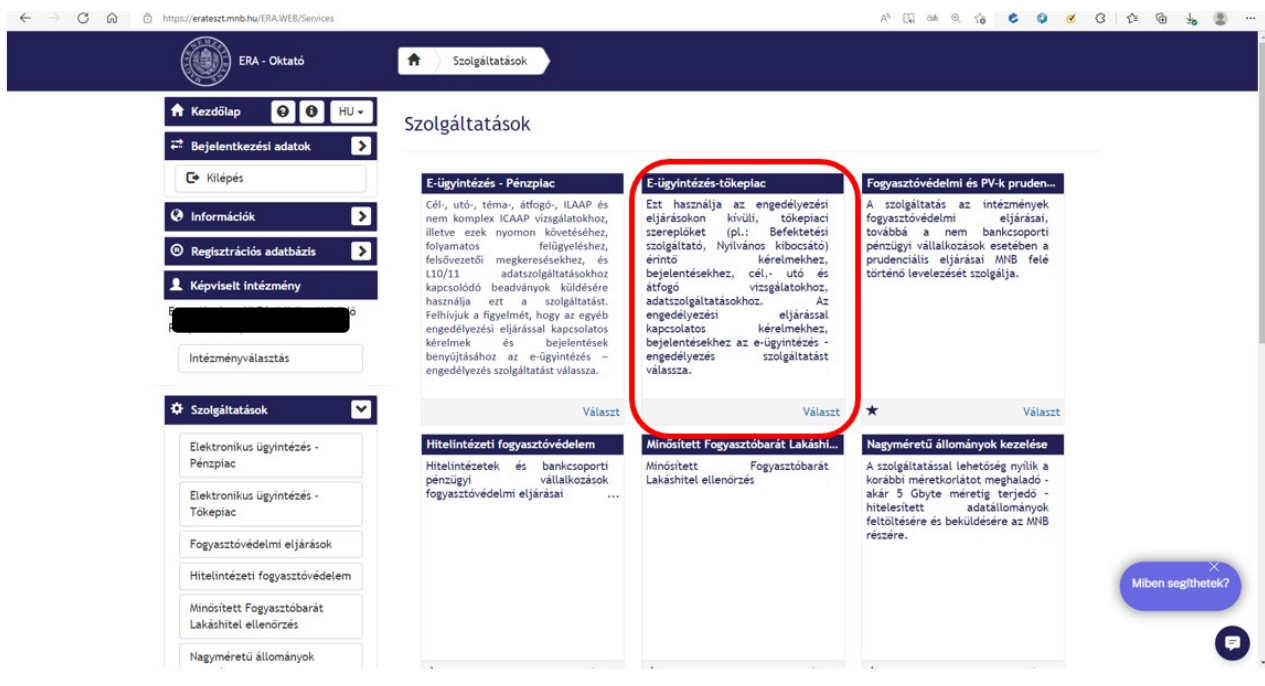 https://erateszt.mnb.hu/ERA.WEB/Services
ERA - Oktató
Szolgáltatások
Kezdőlap
HU
Bejelentkezési adatok
Kilépés
Információk
Regisztrációs adatbázis
Képviselt intézmény
Intézményválasztás
Szolgáltatások
Elektronikus ügyintézés -
Pénzpiac
Elektronikus ügyintézés -
Tőkepiac
Fogyasztóvédelmi eljárások
Hitelintézeti fogyasztóvédelem
Minősített Fogyasztóbarát
Lakáshitel ellenőrzés
Nagyméretű állományok
Szolgáltatások
E-ügyintézés - Pénzpiac
Cél-, utó-, téma-, átfogó-, ILAAP és
nem komplex ICAAP vizsgálatokhoz,
illetve ezek nyomon követéséhez,
folyamatos felügyeléshez,
felsővezetői megkeresésekhez, és
L10/11 adatszolgáltatásokhoz
kapcsolódó beadványok küldésére
használja ezt a szolgáltatást.
Felhívjuk a figyelmét, hogy az egyéb
engedélyezési eljárással kapcsolatos
kérelmek és bejelentések
benyújtásához az e-ügyintézés –
engedélyezés szolgáltatást válassza.
Választ
E-ügyintézés-tőkepiac
Ezt használja az engedélyezési
eljárásokon kívüli, tőkepiaci
szereplőket (pl.: Befektetési
szolgáltató, Nyilvános kibocsátó)
érintő kérelmekhez,
bejelentésekhez, cél,- utó és
átfogó vizsgálatokhoz,
adatszolgáltatásokhoz. Az
engedélyezési eljárással
kapcsolatos kérelmekhez,
bejelentésekhez az e-ügyintézés -
engedélyezés szolgáltatást
válassza.
Választ
Fogyasztóvédelmi és PV-k pruden...
A szolgáltatás az intézmények
fogyasztóvédelmi eljárásai,
továbbá a nem bankcsoporti
pénzügyi vállalkozások esetében a
prudenciális eljárásai MNB felé
történő levelezését szolgálja.
Választ
Hitelintézeti fogyasztóvédelem
Hitelintézetek és bankcsoporti
pénzügyi vállalkozások
fogyasztóvédelmi eljárásai ...
Minősített Fogyasztóbarát Lakáshi...
Minősített Fogyasztóbarát
Lakáshitel ellenőrzés
Nagyméretű állományok kezelése
A szolgáltatással lehetőség nyílik a
korábbi méretkorlátot meghaladó -
akár 5 Gbyte méretig terjedő -
hitelesített adatállományok
feltöltésére és beküldésére az MNB
részére.
Miben segíthetek?